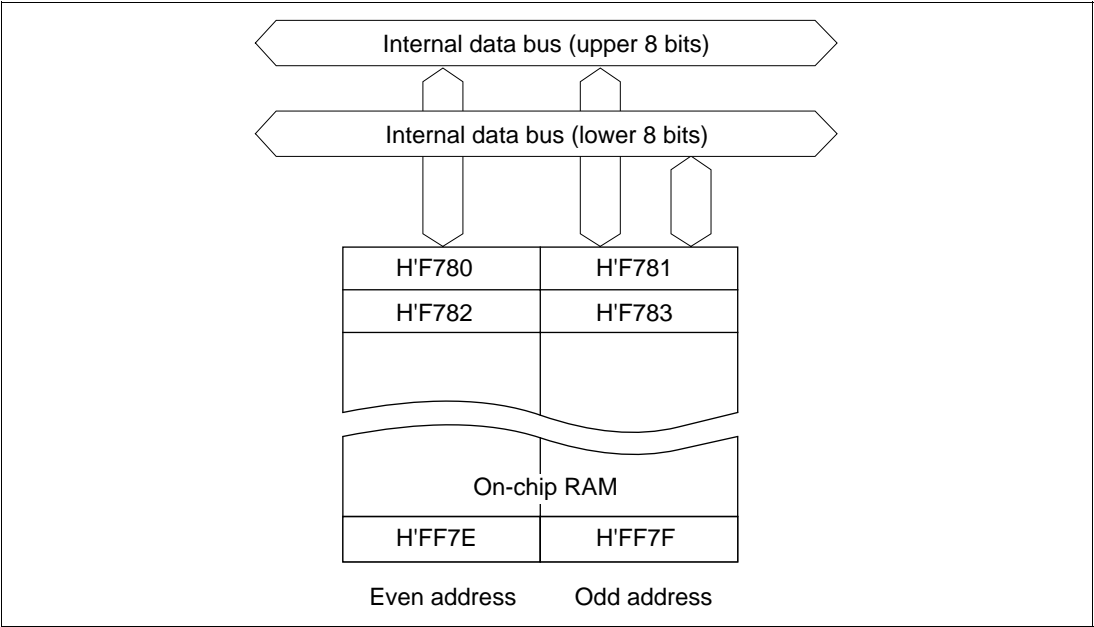 Internal data bus (upper 8 bits)
Internal data bus (lower 8 bits)
H'F780 H'F781
H'F782 H'F783
On-chip RAM
H'FF7E H'FF7F
Even address Odd address